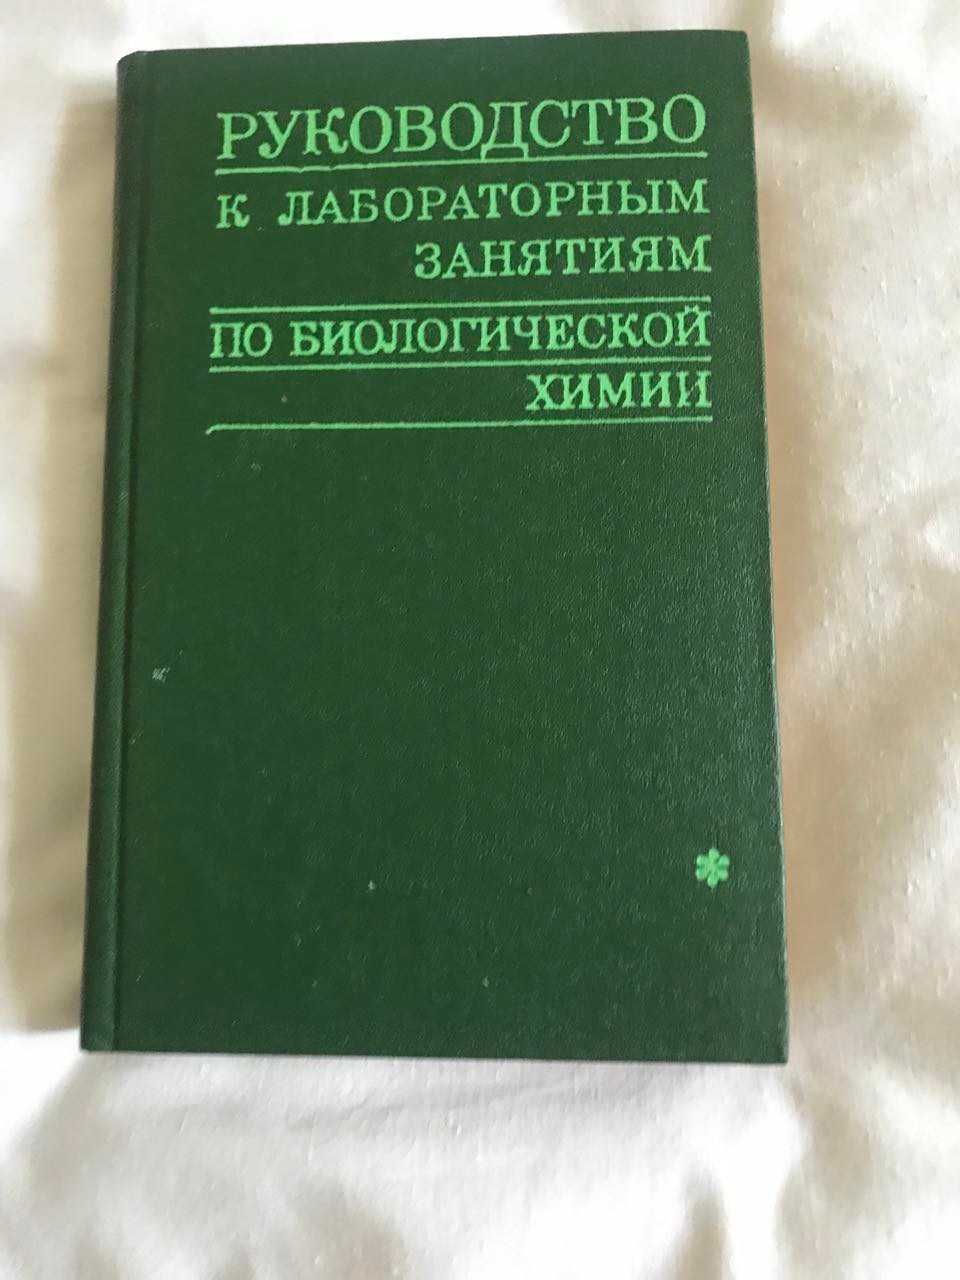 РУКОВОДСТВО
К ЛАБОРАТОРНЫМ
ЗАНЯТИЯМ
ПО БИОЛОГИЧЕСКОЙ
ХИМИИ